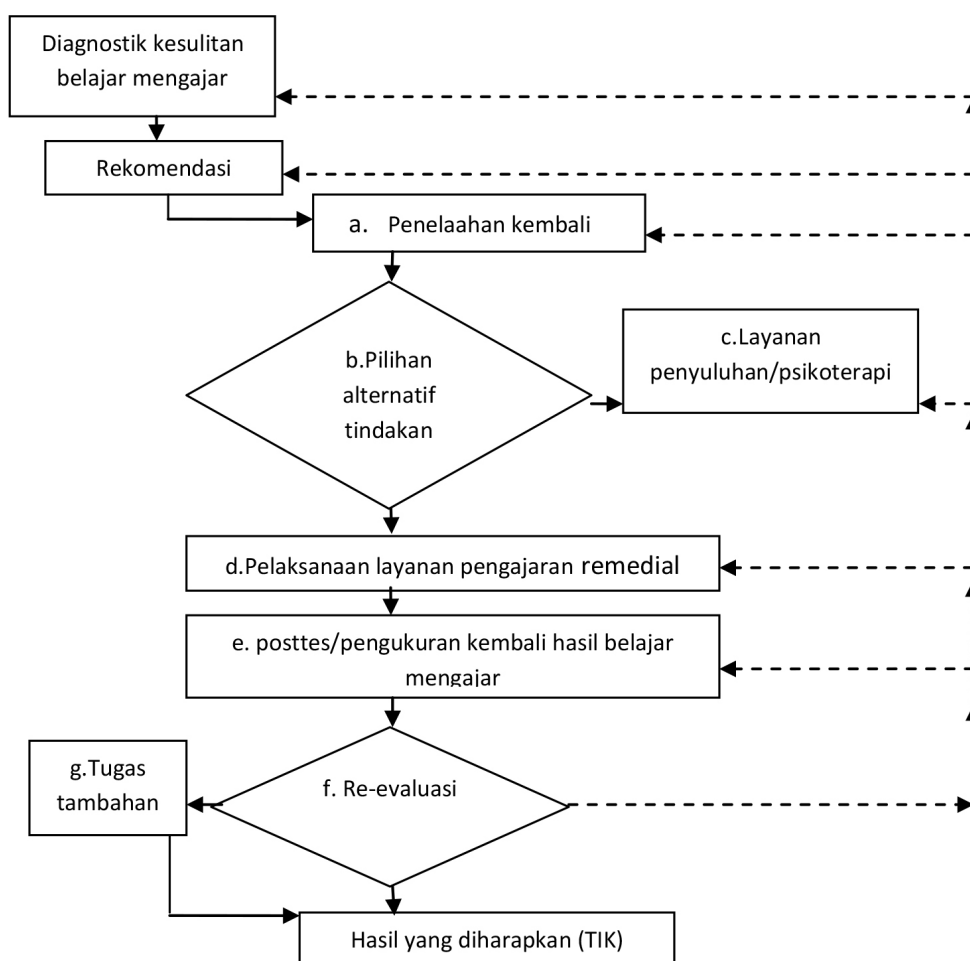 Diagnostik kesulitan
belajar mengajar
Rekomendasi
a. Penelaahan kembali
b.Pilihan
alternatif
tindakan
c.Layanan
penyuluhan/psikoterapi
d.Pelaksanaan layanan pengajaran remedial
e. posttes/pengukuran kembali hasil belajar
mengajar
f. Re-evaluasi
g.Tugas
tambahan
Hasil yang diharapkan (TIK)